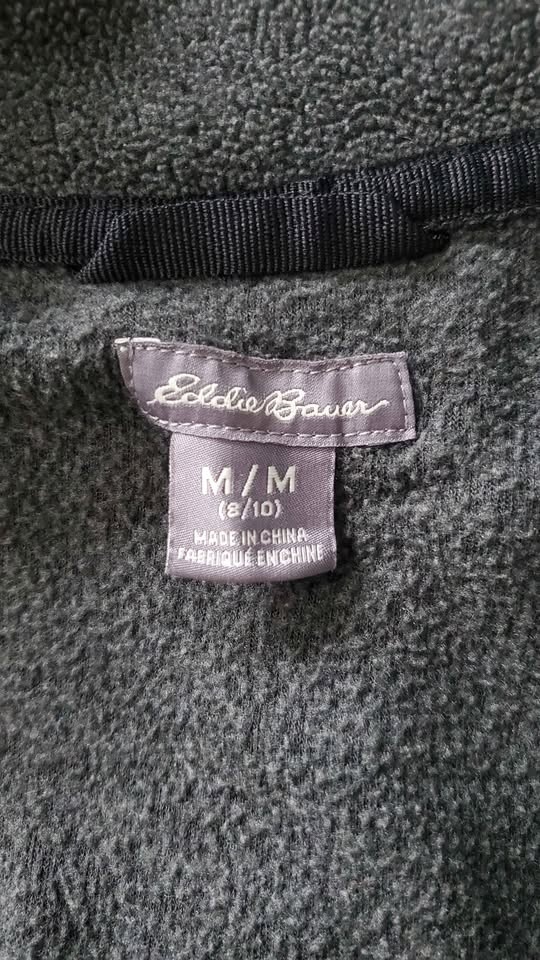 Eddie Bauer
M/M
(8/10)
MADE IN CHINA
FABRIQUÉ EN CHINE